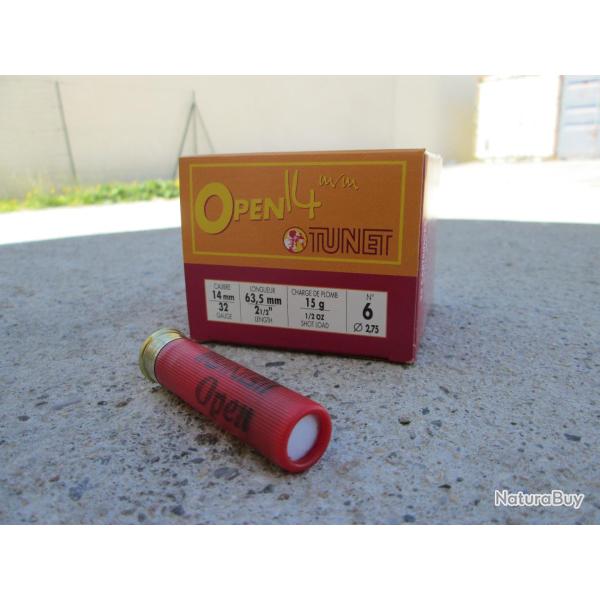 OPEN 14 m/m
TUNET
CALIBRE
14 mm
32
GAUGE
LONGUEUR
63,5 mm
2 1/2"
LENGTH
CHARGE DE PLOMB
15 g
1/2 OZ
SHOT LOAD
N°
6
Ø 2,75
Open
NaturaBuy